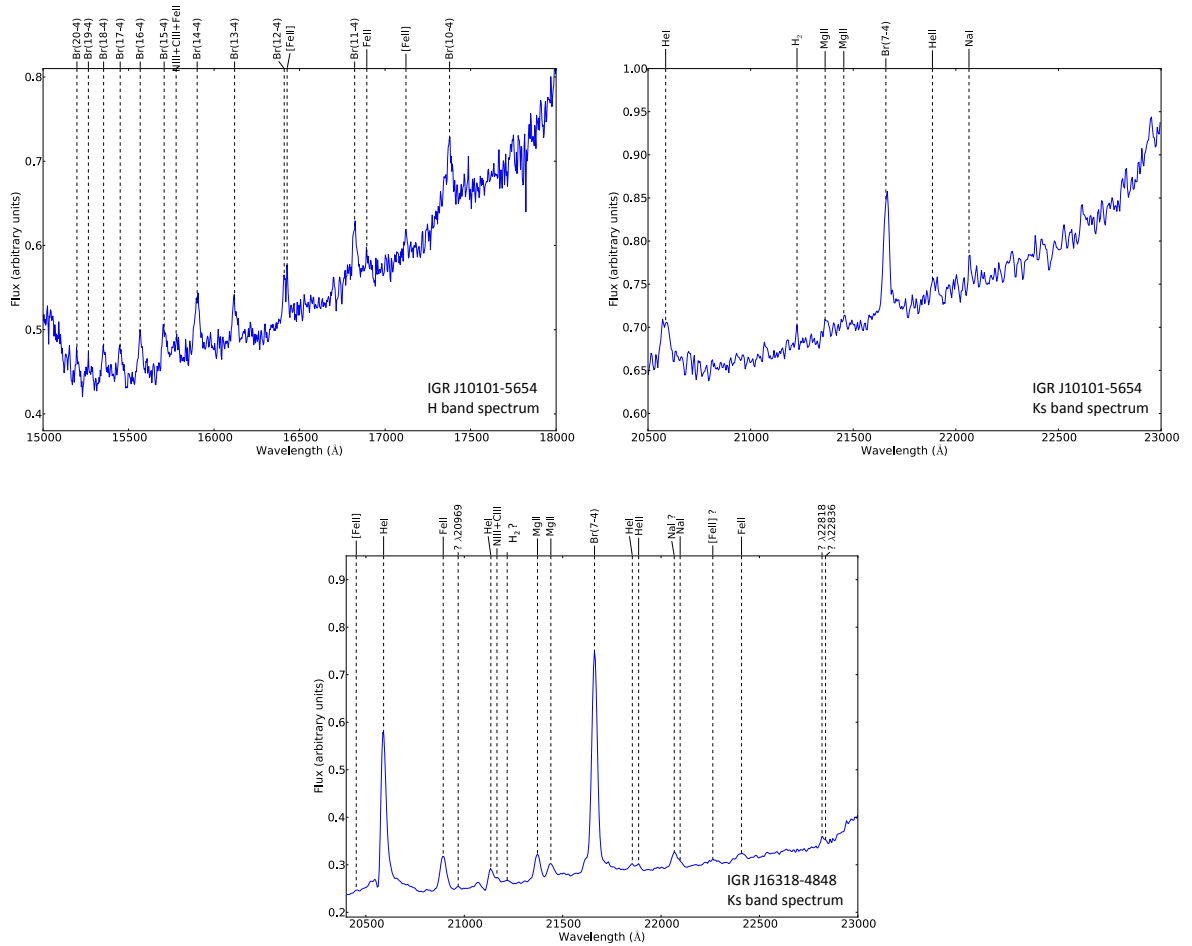 Br(20-4)
Br(19-4)
Br(18-4)
Br(17-4)
Br(16-4)
Br(15-4)
NIII+CIII+FeII
Br(14-4)
Br(13-4)
Br(12-4)
[FeII]
Br(11-4)
FeII
[FeII]
Br(10-4)
0.8
0.7
0.6
0.5
0.4
Flux (arbitrary units)
IGR J10101-5654
H band spectrum
15000 15500 16000 16500 17000 17500 18000
Wavelength (Å)
HeI
H2
MgII
MgII
Br(7-4)
HeII
NaI
1.00
0.95
0.90
0.85
0.80
0.75
0.70
0.65
0.60
Flux (arbitrary units)
IGR J10101-5654
Ks band spectrum
20500 21000 21500 22000 22500 23000
Wavelength (Å)
[FeII]
HeI
FeII
? λ20969
HeI
NIII+CIII
H2 ?
MgII
MgII
Br(7-4)
HeI
HeII
NaI ?
NaI
[FeII] ?
FeII
? λ22818
? λ22836
0.9
0.8
0.7
0.6
0.5
0.4
0.3
0.2
Flux (arbitrary units)
IGR J16318-4848
Ks band spectrum
20500 21000 21500 22000 22500 23000
Wavelength (Å)